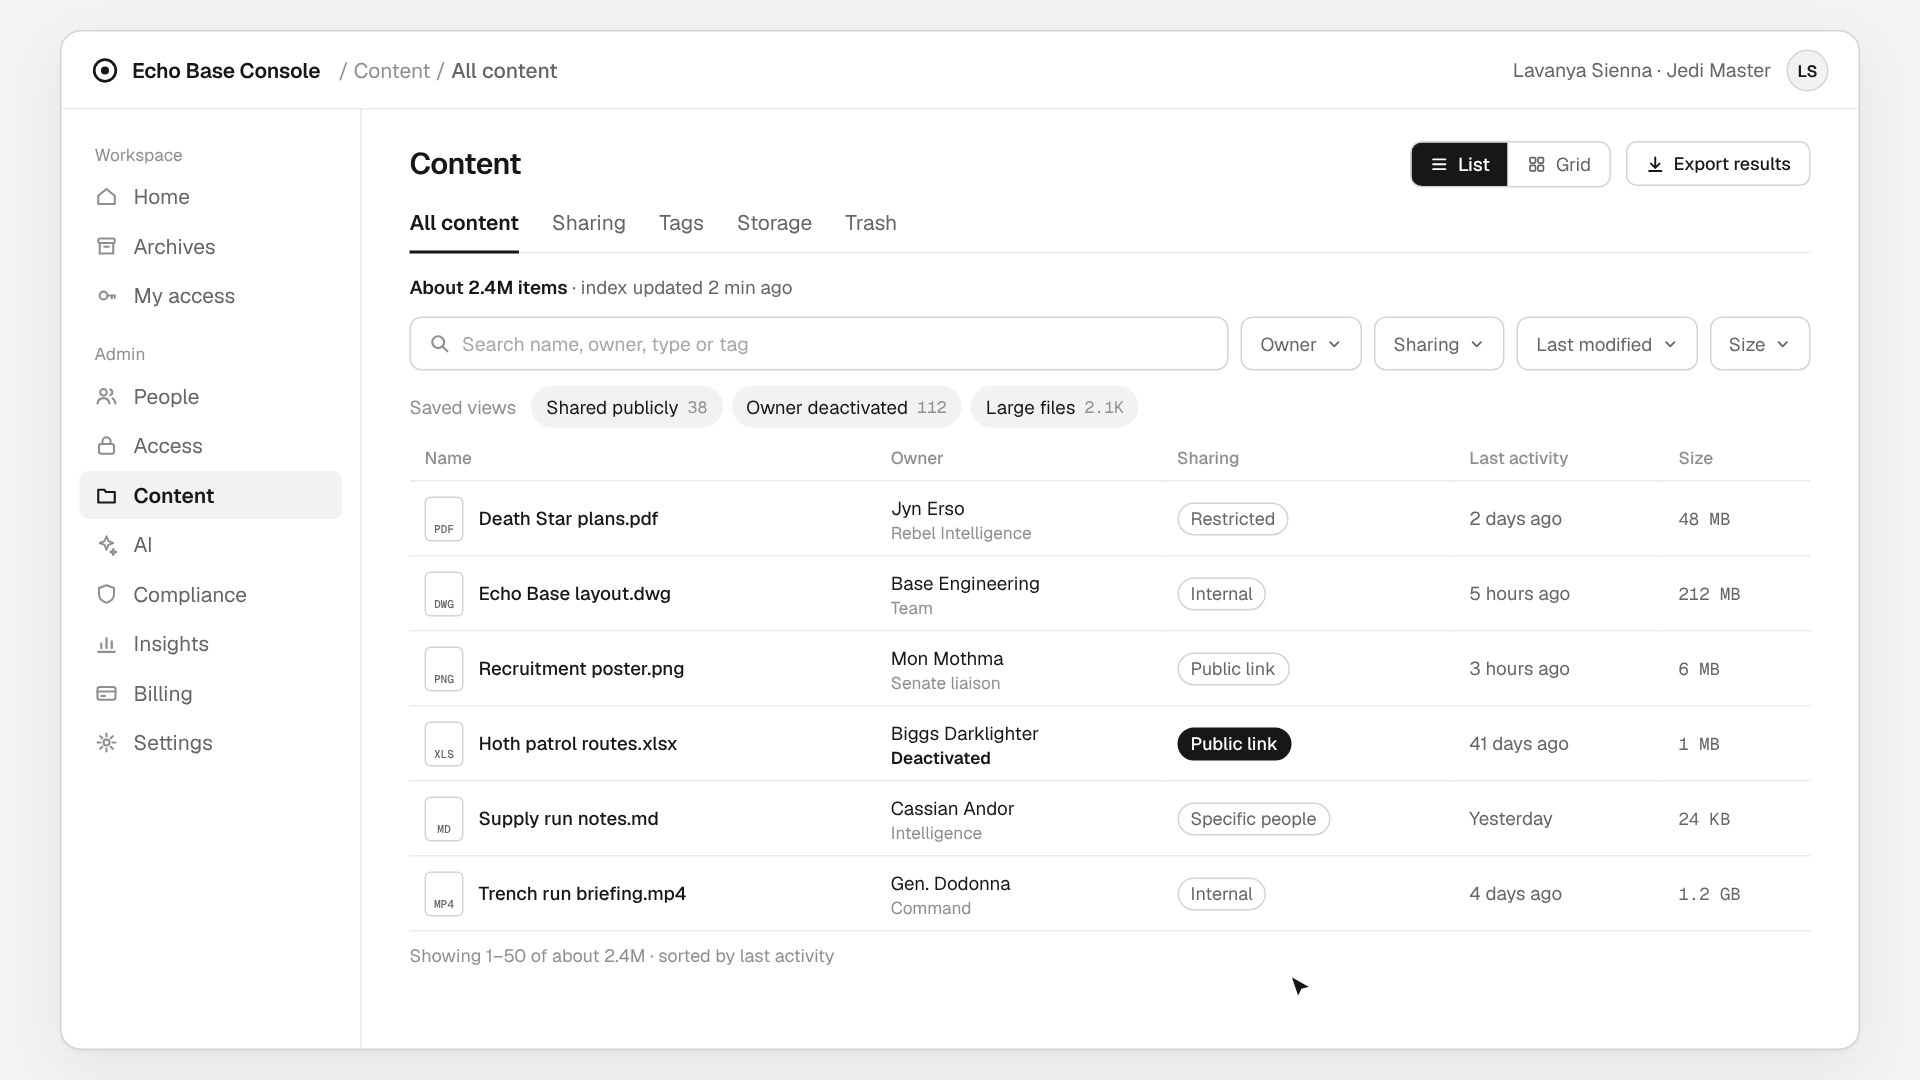 Echo Base Console / Content / All content
Lavanya Sienna · Jedi Master LS
Workspace
Home
Archives
My access
Admin
People
Access
Content
AI
Compliance
Insights
Billing
Settings
Content
List Grid Export results
All content Sharing Tags Storage Trash
About 2.4M items · index updated 2 min ago
Search name, owner, type or tag Owner Sharing Last modified Size
Saved views Shared publicly 38 Owner deactivated 112 Large files 2.1K
Name Owner Sharing Last activity Size
PDF Death Star plans.pdf Jyn Erso Restricted 2 days ago 48 MB
Rebel Intelligence
DWG Echo Base layout.dwg Base Engineering Internal 5 hours ago 212 MB
Team
PNG Recruitment poster.png Mon Mothma Public link 3 hours ago 6 MB
Senate liaison
XLS Hoth patrol routes.xlsx Biggs Darklighter Public link 41 days ago 1 MB
Deactivated
MD Supply run notes.md Cassian Andor Specific people Yesterday 24 KB
Intelligence
MP4 Trench run briefing.mp4 Gen. Dodonna Internal 4 days ago 1.2 GB
Command
Showing 1–50 of about 2.4M · sorted by last activity